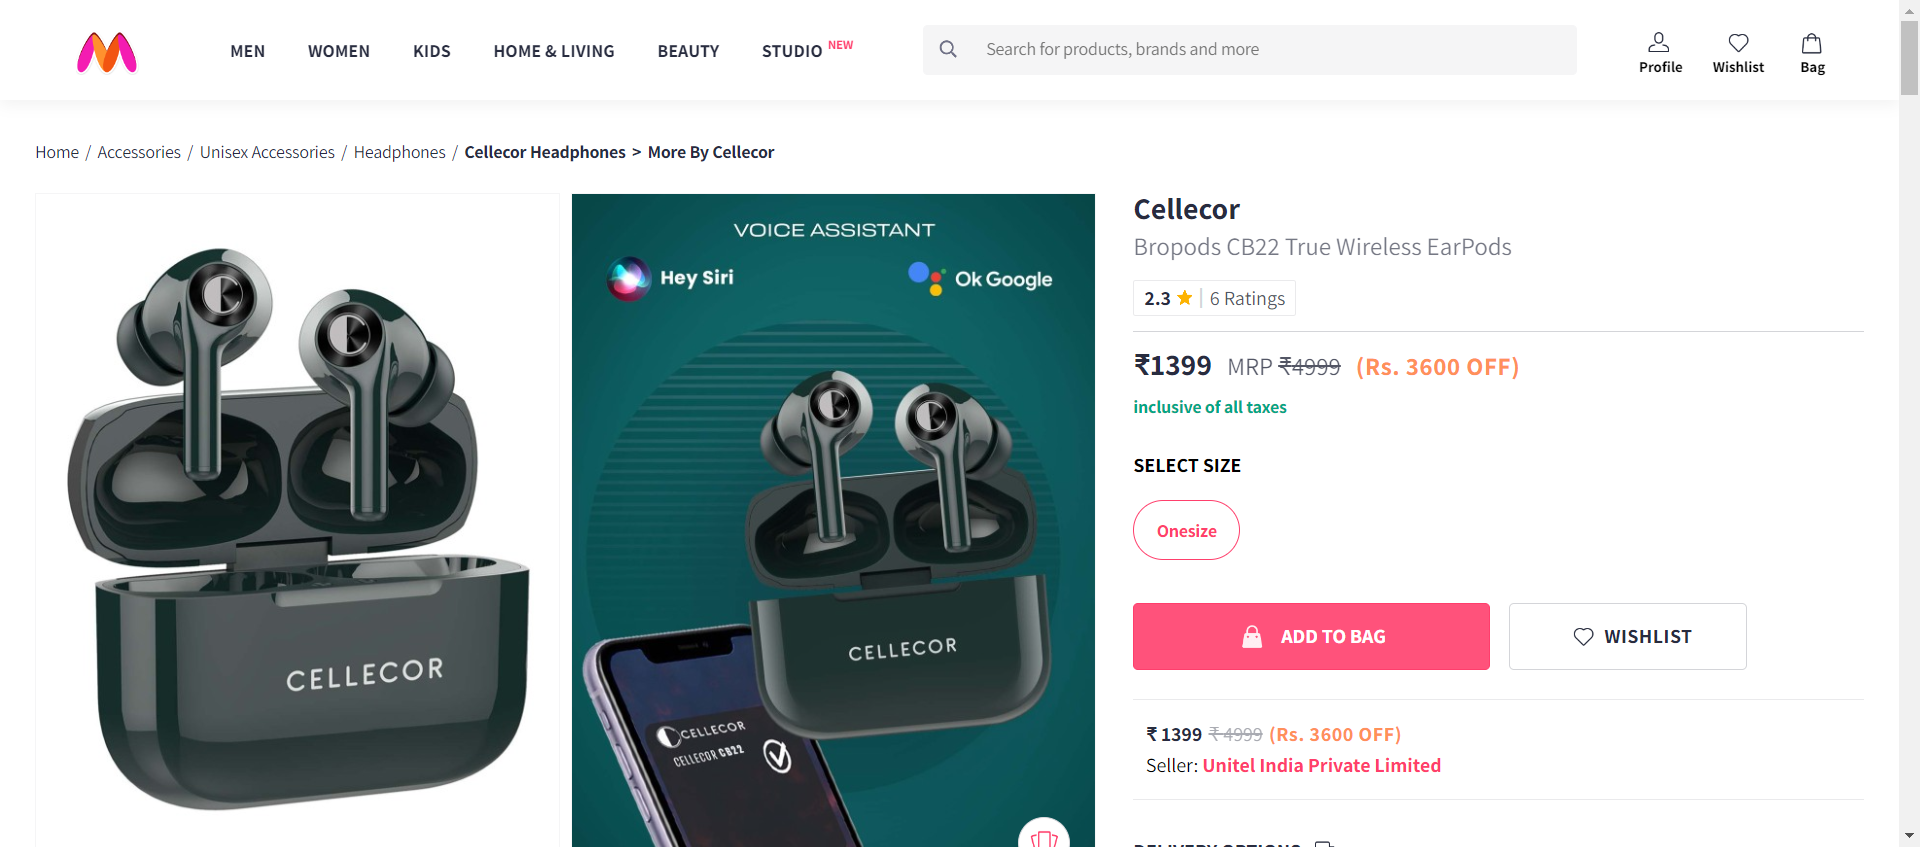 MEN
WOMEN
KIDS
HOME & LIVING
BEAUTY
STUDIO NEW
Search for products, brands and more
Profile
Wishlist
Bag
Home / Accessories / Unisex Accessories / Headphones / Cellecor Headphones > More By Cellecor
VOICE ASSISTANT
Hey Siri
Ok Google
CELLECOR
CELLECOR
CELLECOR
CELLECOR CB22
Cellecor
Bropods CB22 True Wireless EarPods
2.3 | 6 Ratings
₹1399 MRP ₹4999 (Rs. 3600 OFF)
inclusive of all taxes
SELECT SIZE
Onesize
ADD TO BAG
WISHLIST
₹ 1399 ₹ 4999 (Rs. 3600 OFF)
Seller: Unitel India Private Limited
DELIVERY OPTIONS